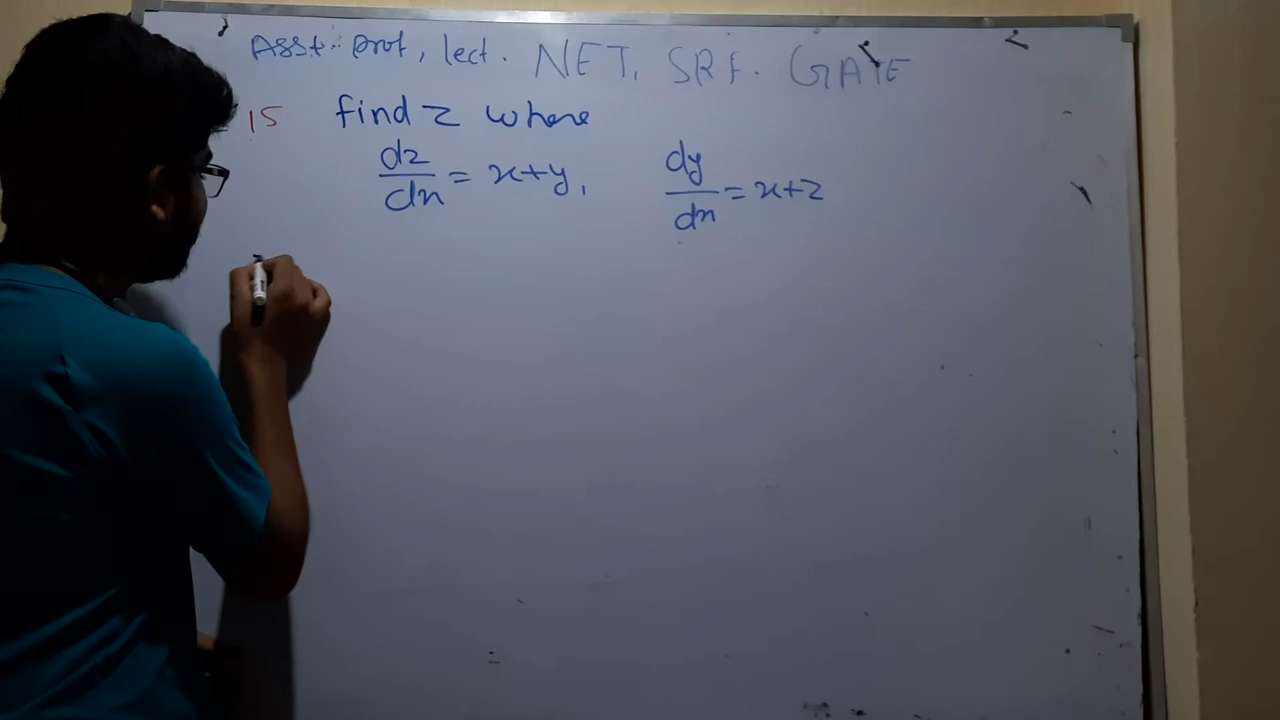 Asst. prof, lect. NET, SRF. GATE
15 find z where
dz/dx = x+y, dy/dx = x+z